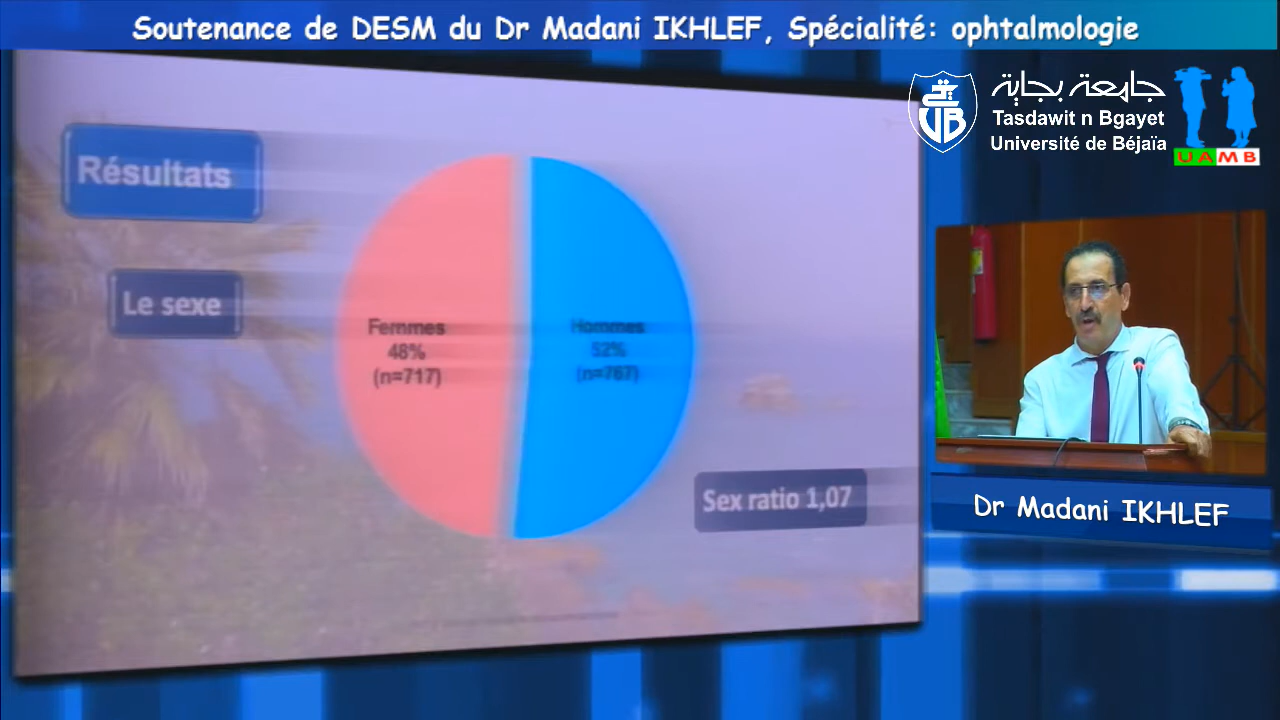 Soutenance de DESM du Dr Madani IKHLEF, Spécialité: ophtalmologie
جامعة بجاية
Tasdawit n Bgayet
Université de Béjaïa
UAMB
Résultats
Le sexe
Femmes
48%
(n=717)
Hommes
52%
(n=767)
Sex ratio 1,07
Dr Madani IKHLEF